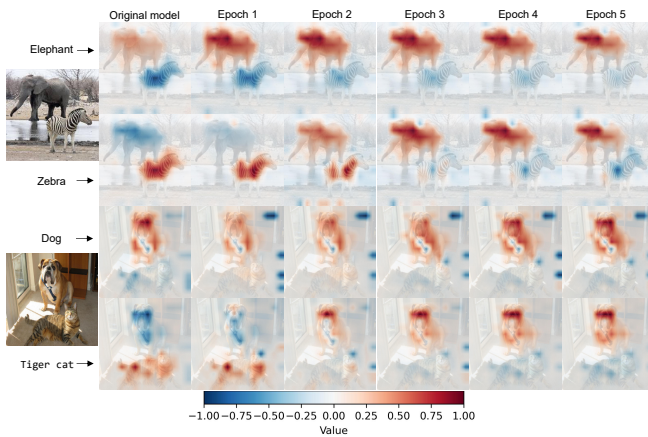 Original model Epoch 1 Epoch 2 Epoch 3 Epoch 4 Epoch 5
Elephant
Zebra
Dog
Tiger cat
−1.00 −0.75 −0.50 −0.25 0.00 0.25 0.50 0.75 1.00
Value